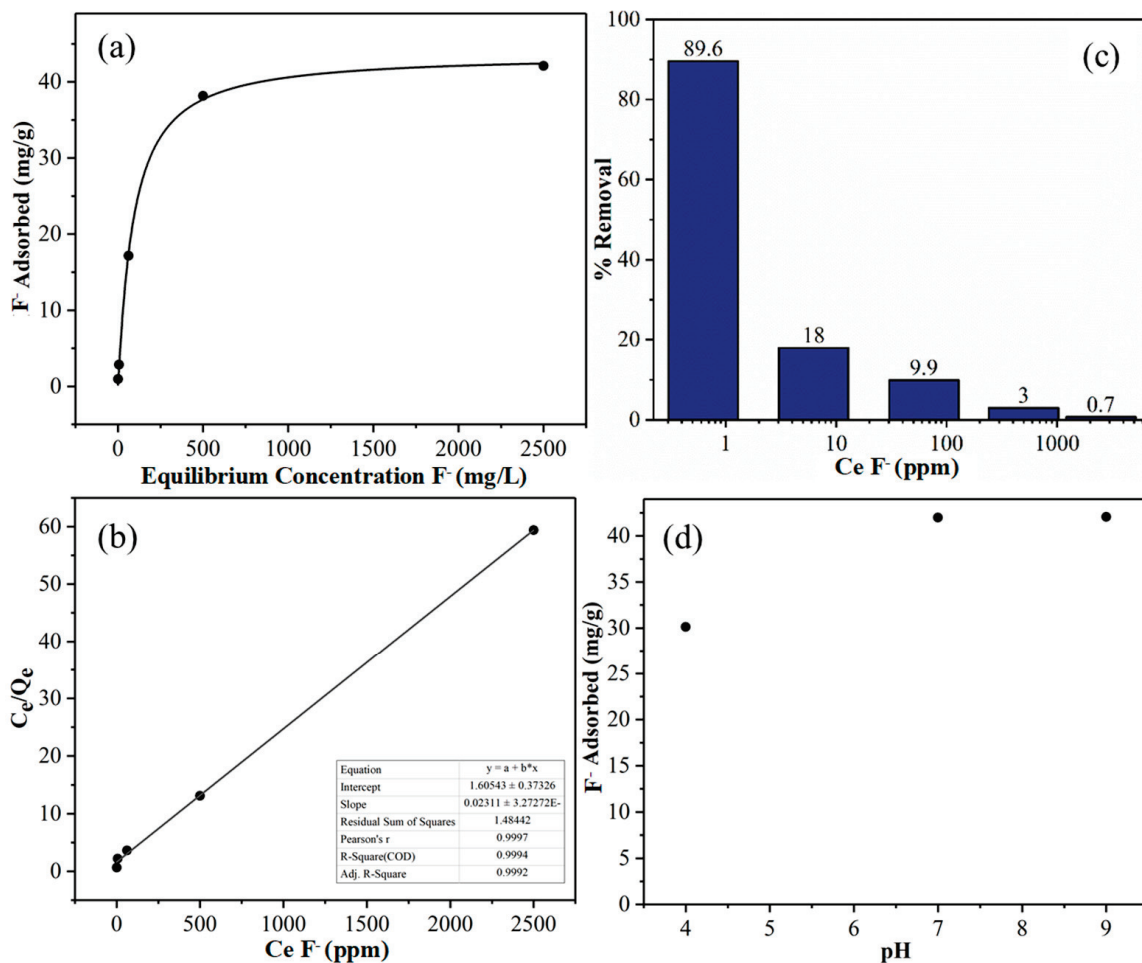 (a)
F⁻ Adsorbed (mg/g)
40
30
20
10
0
0 500 1000 1500 2000 2500
Equilibrium Concentration F⁻ (mg/L)
(c)
% Removal
100
80
60
40
20
0
89.6
18
9.9
3
0.7
1 10 100 1000
Ce F⁻ (ppm)
(b)
Cₑ/Qₑ
60
50
40
30
20
10
0
Equation y = a + b*x
Intercept 1.60543 ± 0.37326
Slope 0.02311 ± 3.27272E-
Residual Sum of Squares 1.48442
Pearson's r 0.9997
R-Square(COD) 0.9994
Adj. R-Square 0.9992
0 500 1000 1500 2000 2500
Ce F⁻ (ppm)
(d)
F⁻ Adsorbed (mg/g)
40
35
30
25
20
15
10
5
0
4 5 6 7 8 9
pH